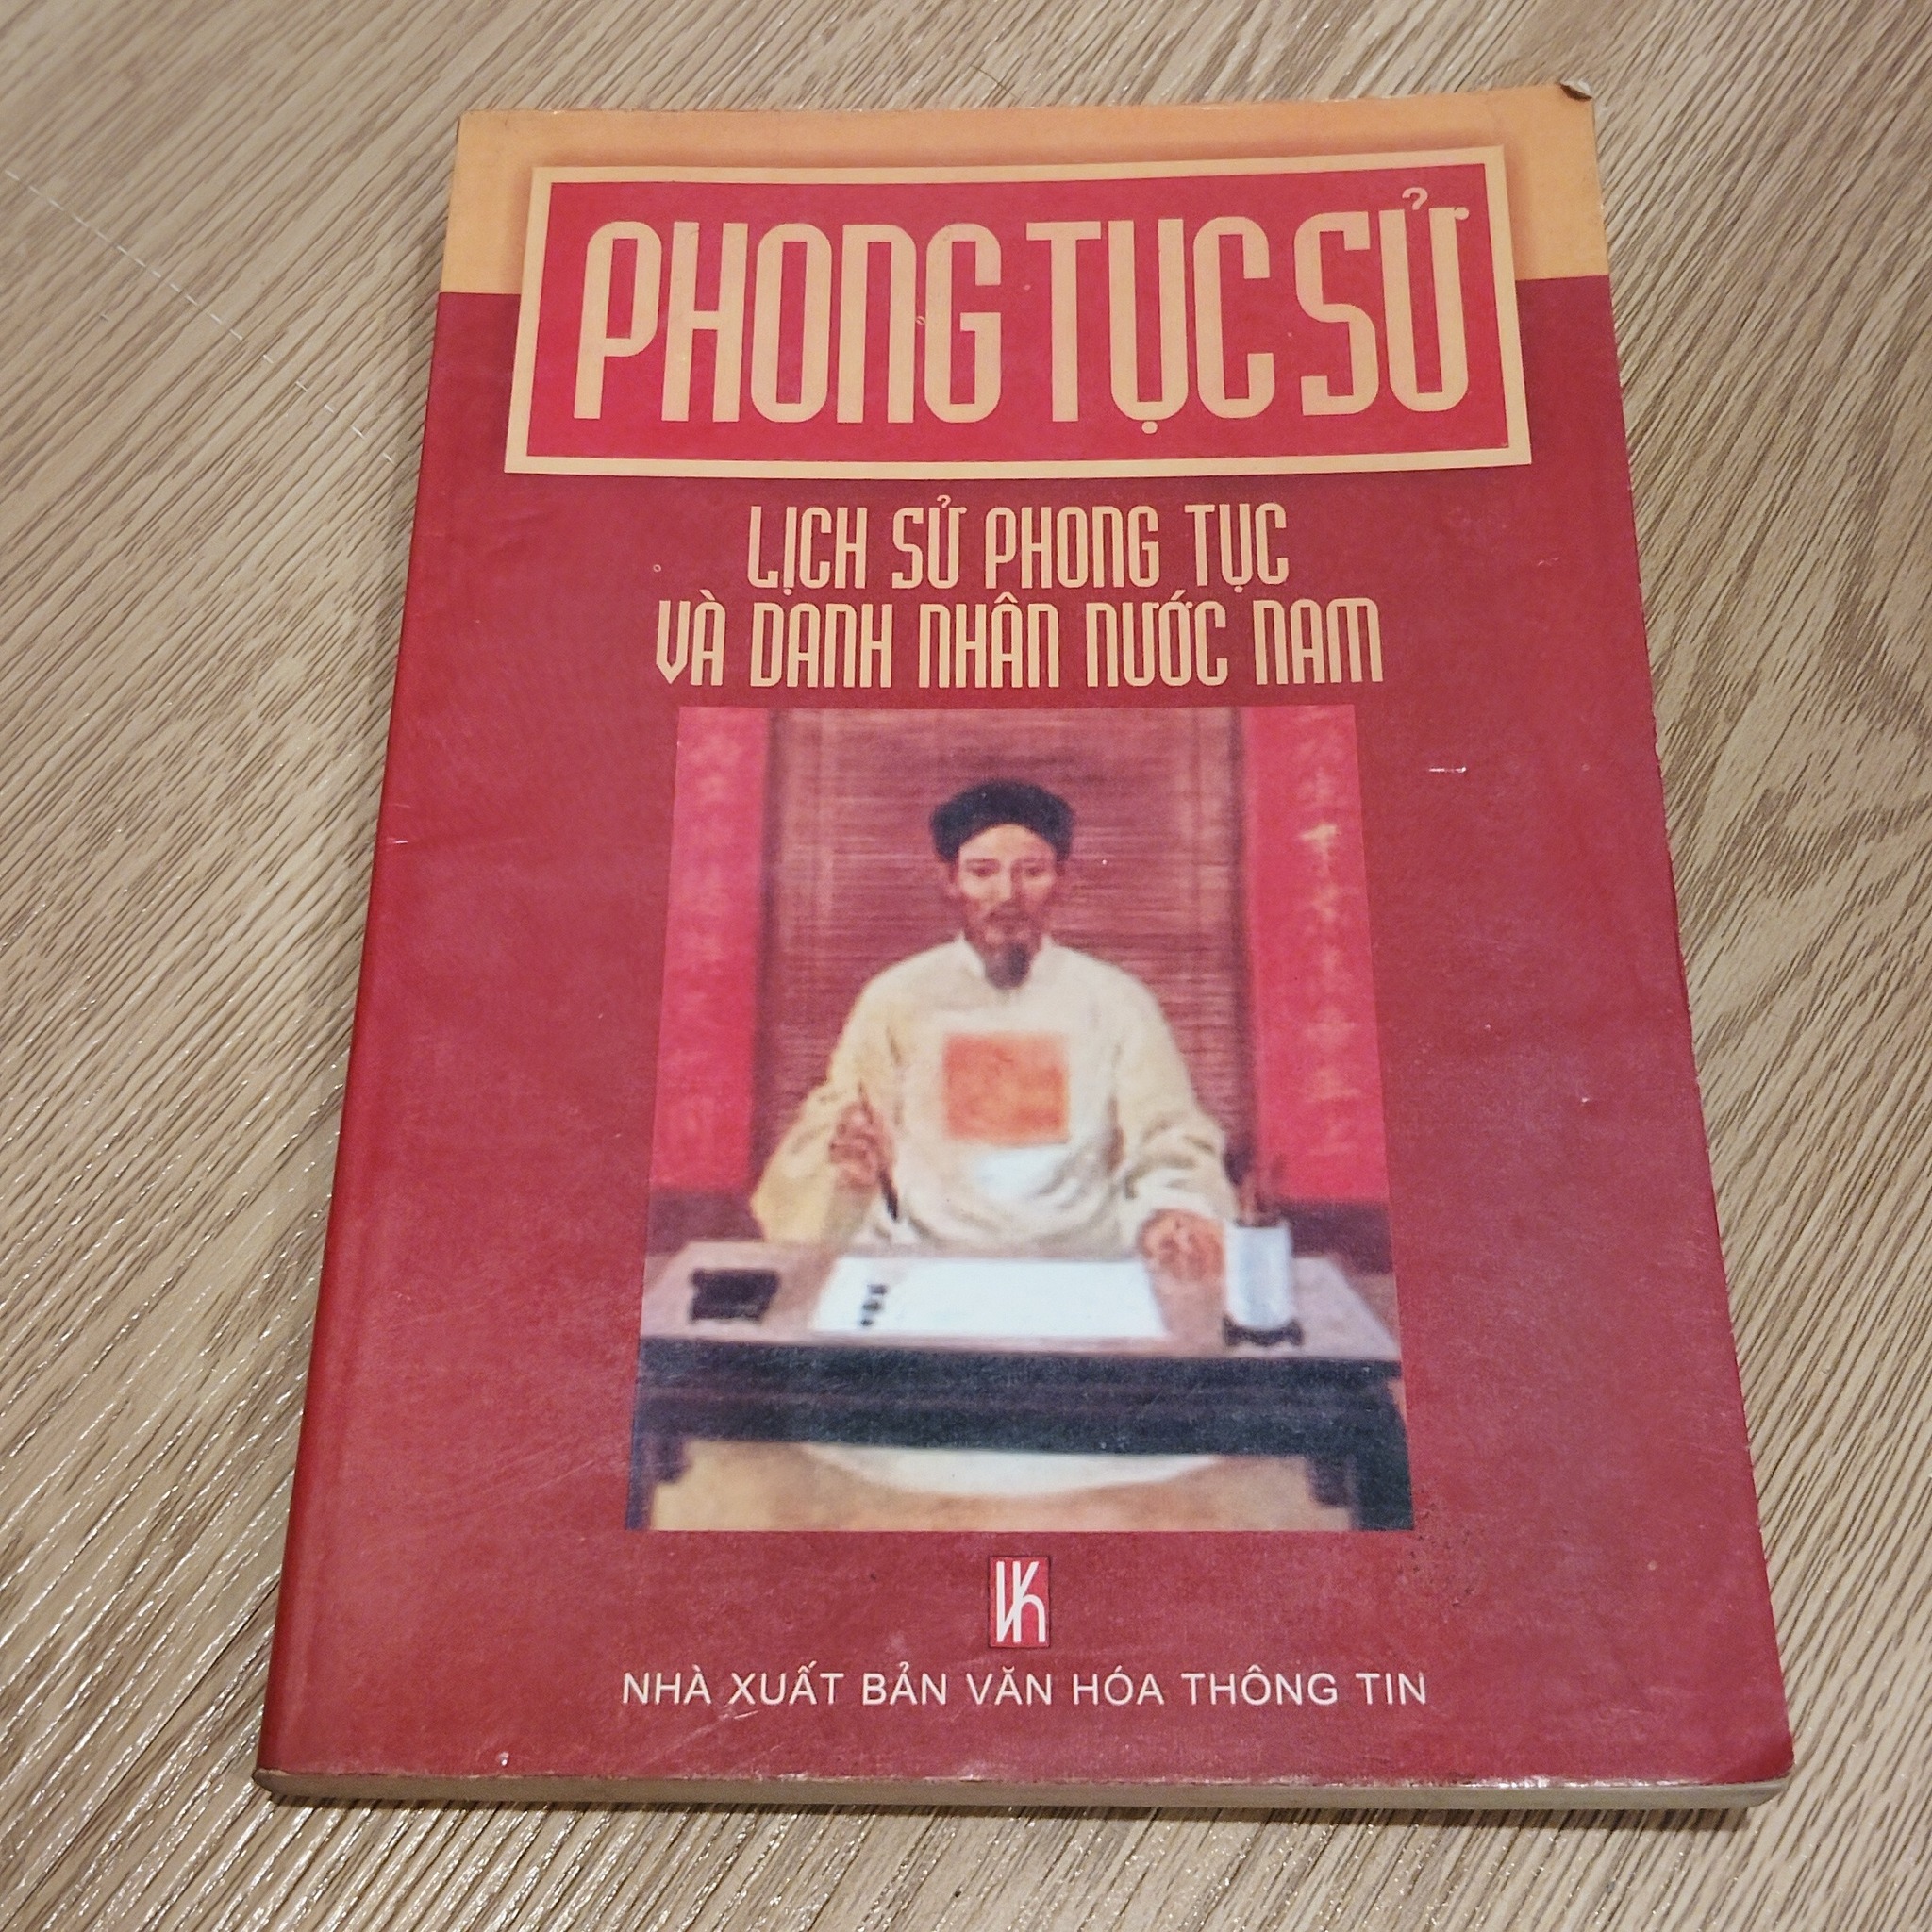 PHONG TỤC SỬ
LỊCH SỬ PHONG TỤC
VÀ DANH NHÂN NƯỚC NAM
NHÀ XUẤT BẢN VĂN HÓA THÔNG TIN